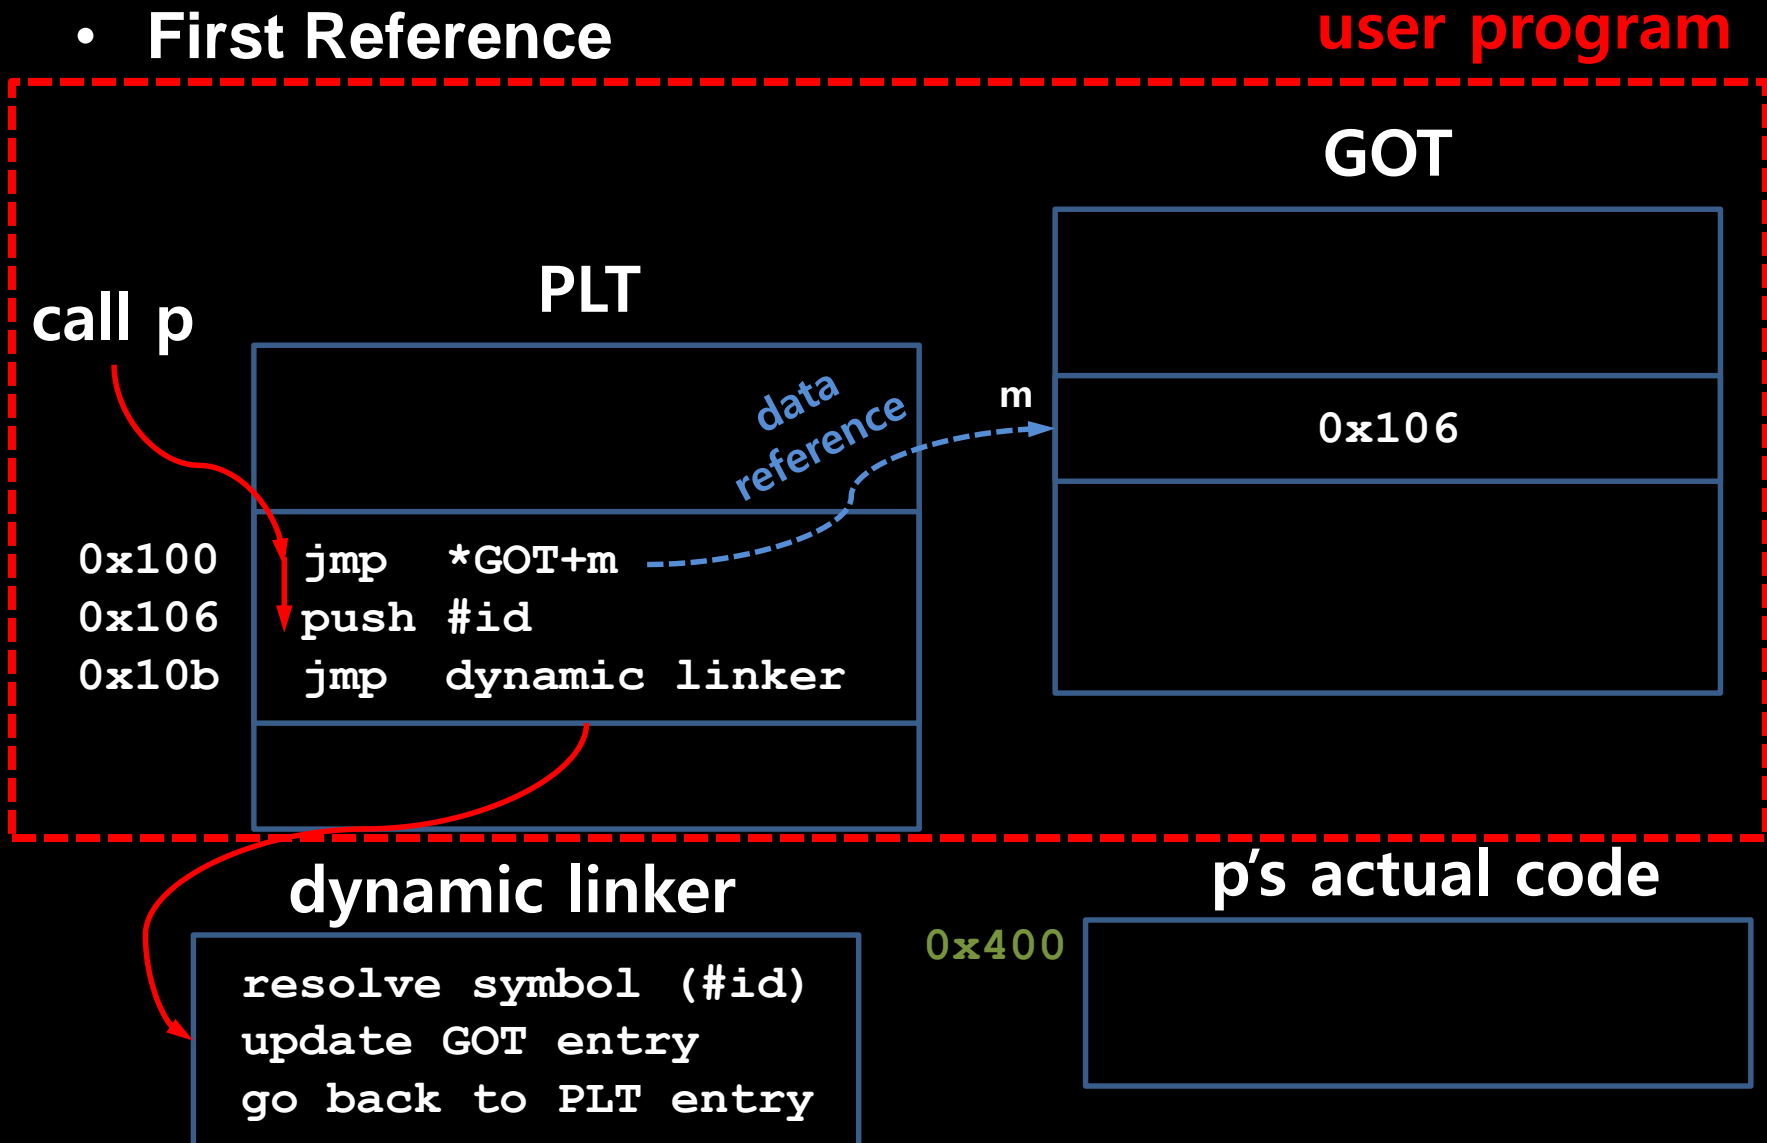 • First Reference
user program
GOT
PLT
call p
data
reference
m
0x106
0x100 jmp *GOT+m
0x106 push #id
0x10b jmp dynamic linker
dynamic linker
p’s actual code
0x400
resolve symbol (#id)
update GOT entry
go back to PLT entry